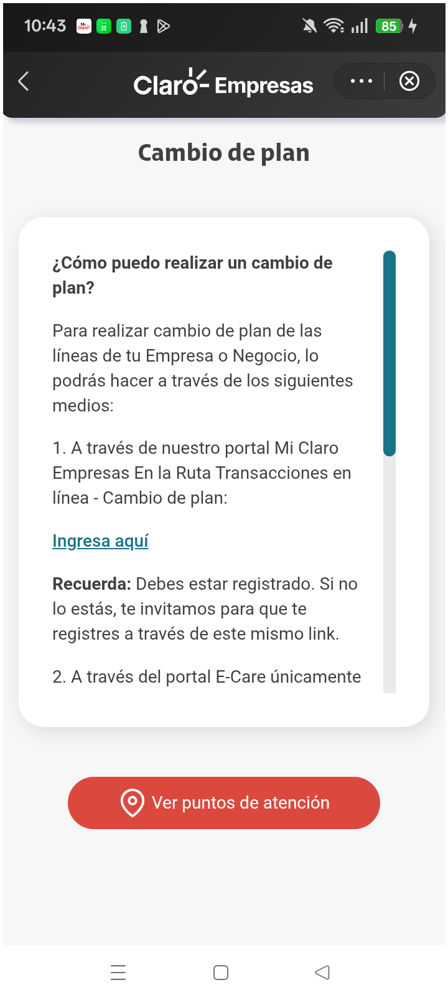 10:43
Mi
Claro
85
Claro Empresas
Cambio de plan
¿Cómo puedo realizar un cambio de
plan?
Para realizar cambio de plan de las
líneas de tu Empresa o Negocio, lo
podrás hacer a través de los siguientes
medios:
1. A través de nuestro portal Mi Claro
Empresas En la Ruta Transacciones en
línea - Cambio de plan:
Ingresa aquí
Recuerda: Debes estar registrado. Si no
lo estás, te invitamos para que te
registres a través de este mismo link.
2. A través del portal E-Care únicamente
Ver puntos de atención